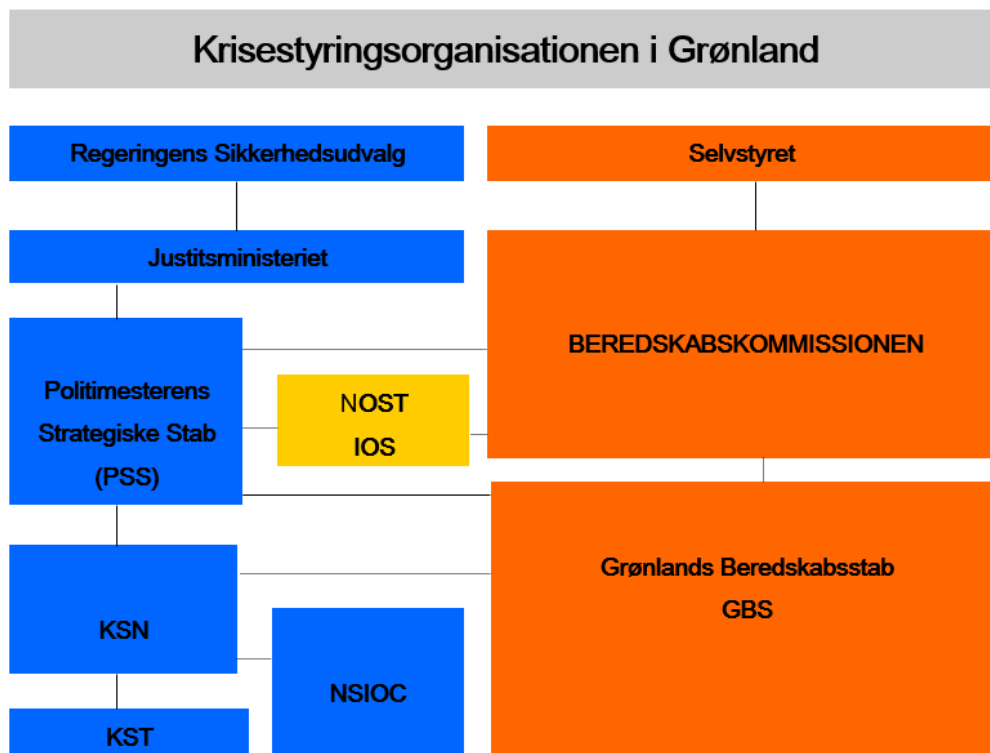 Krisestyringsorganisationen i Grønland
Regeringens Sikkerhedsudvalg
Selvstyret
Justitsministeriet
BEREDSKABSKOMMISSIONEN
Politimesterens
Strategiske Stab
(PSS)
NOST
IOS
Grønlands Beredskabsstab
GBS
KSN
NSIOC
KST